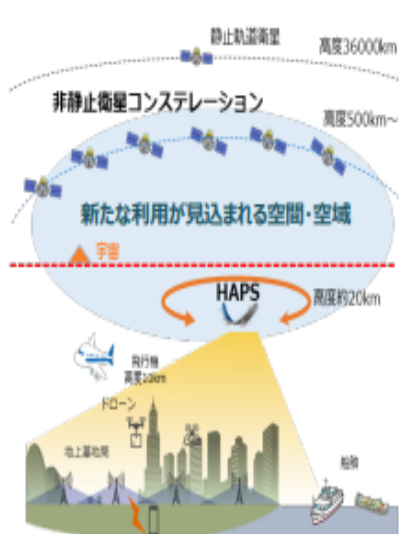 静止軌道衛星
高度36000km
非静止衛星コンステレーション
高度500km～
新たな利用が見込まれる空間・空域
宇宙
HAPS
高度約20km
飛行機
高度10km
ドローン
地上基地局
船舶